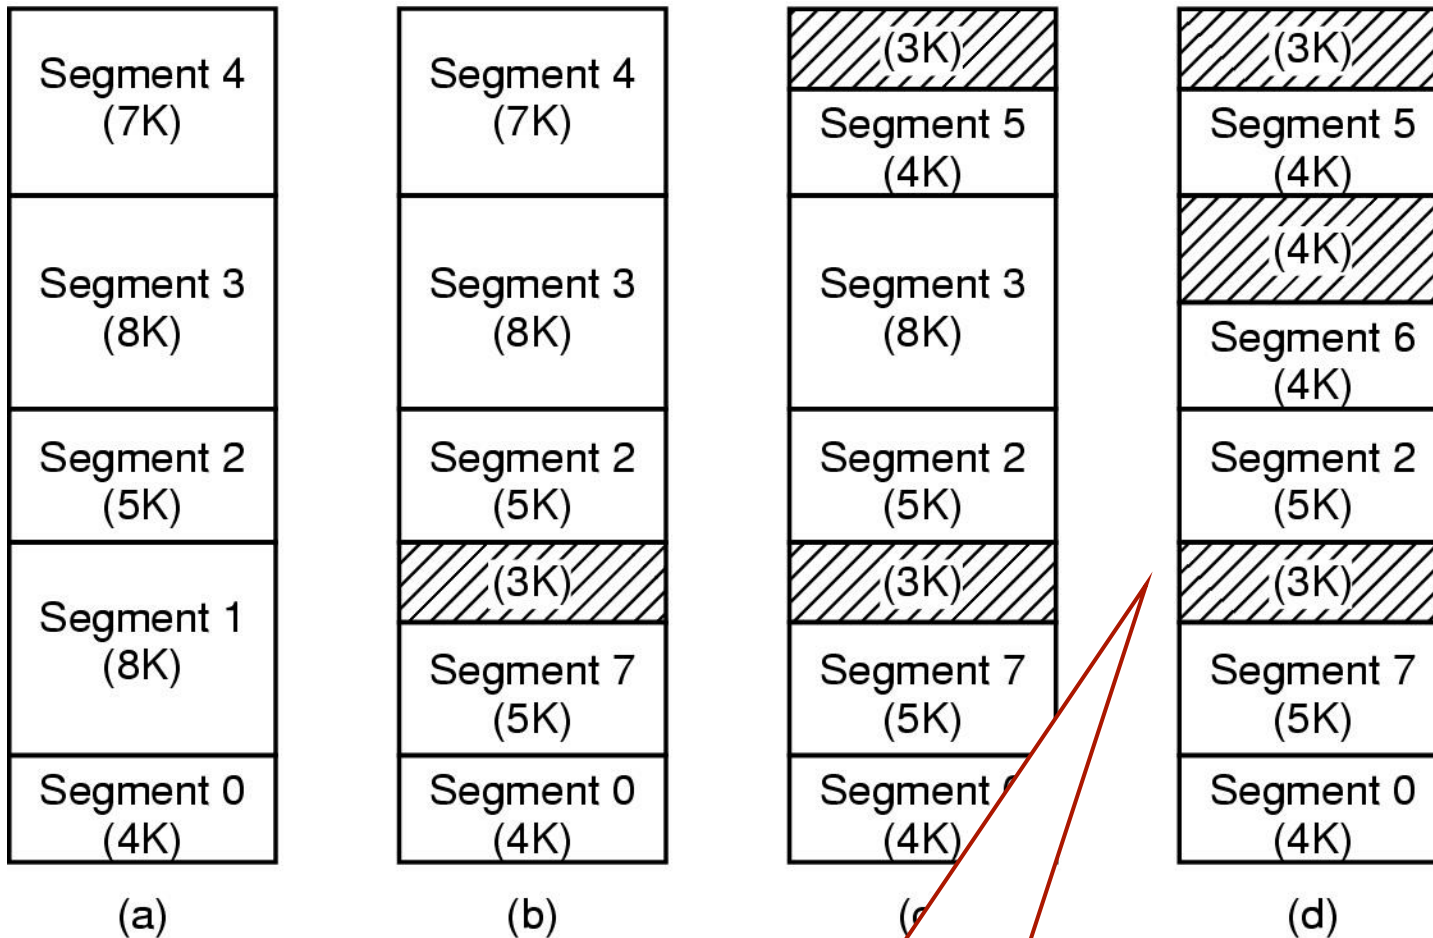 Segment 4
(7K)
Segment 3
(8K)
Segment 2
(5K)
Segment 1
(8K)
Segment 0
(4K)
(a)
Segment 4
(7K)
Segment 3
(8K)
Segment 2
(5K)
(3K)
Segment 7
(5K)
Segment 0
(4K)
(b)
(3K)
Segment 5
(4K)
Segment 3
(8K)
Segment 2
(5K)
(3K)
Segment 7
(5K)
Segment
(4K)
(3K)
Segment 5
(4K)
(4K)
Segment 6
(4K)
Segment 2
(5K)
(3K)
Segment 7
(5K)
Segment 0
(4K)
(d)